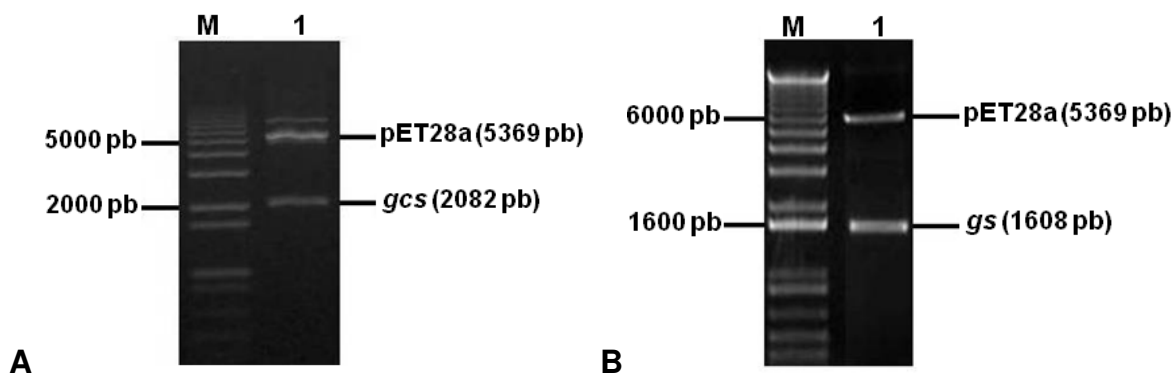 M 1
5000 pb
pET28a (5369 pb)
2000 pb
gcs (2082 pb)
A
M 1
6000 pb
pET28a (5369 pb)
1600 pb
gs (1608 pb)
B